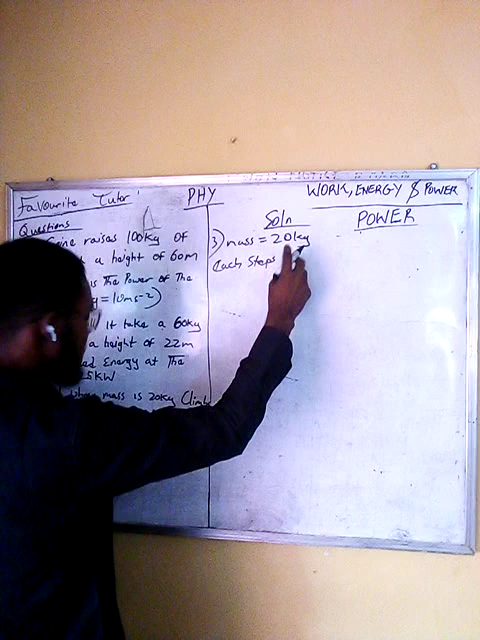 Favourite Tutor
PHY
WORK, ENERGY & POWER
Questions
raises 100kg of
a height of 60m
is the Power of the
g = 10ms-2)
It take a 60kg
a height of 22m
Energy at the
5KW
mass is 20kg Climb
Soln
3) mass = 20kg
Each Steps
POWER